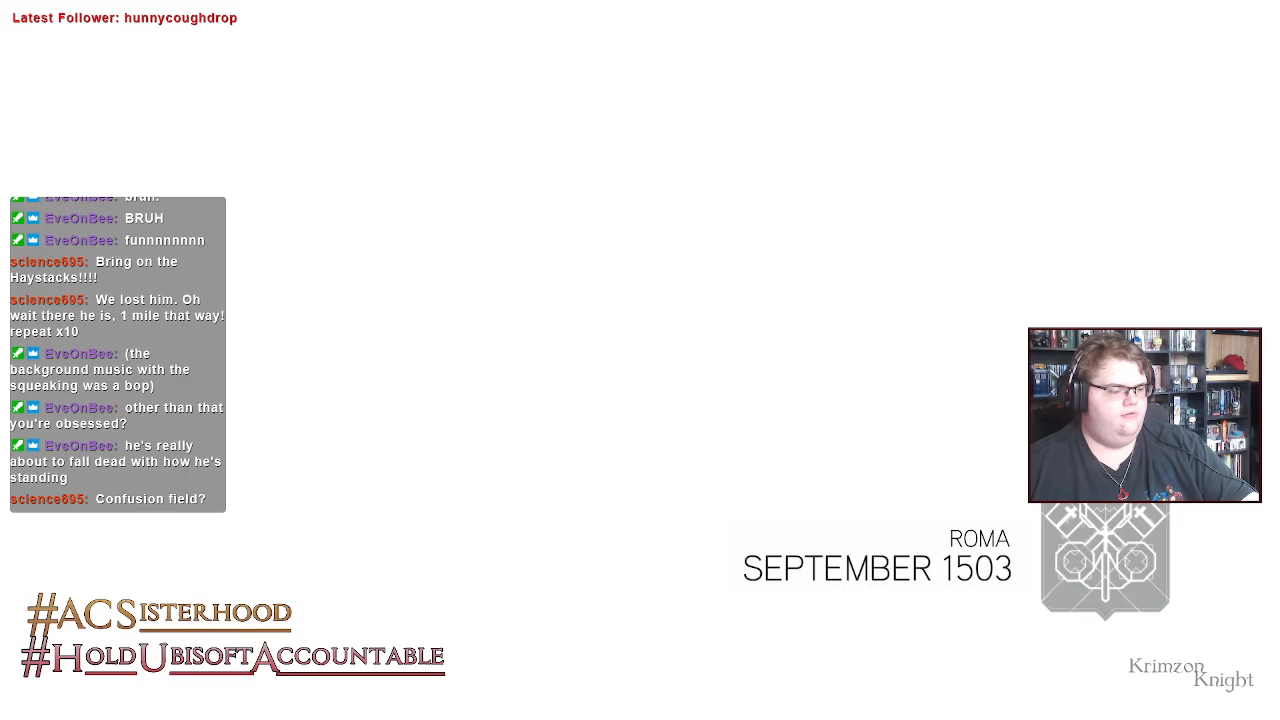 Latest Follower: hunnycoughdrop
EveOnBee: bruh.
EveOnBee: BRUH
EveOnBee: funnnnnnnn
science695: Bring on the
Haystacks!!!!
science695: We lost him. Oh
wait there he is, 1 mile that way!
repeat x10
EveOnBee: (the
background music with the
squeaking was a bop)
EveOnBee: other than that
you're obsessed?
EveOnBee: he's really
about to fall dead with how he's
standing
science695: Confusion field?
ROMA
SEPTEMBER 1503
#ACSISTERHOOD
#HOLDUBISOFTACCOUNTABLE
Krimzon
Knight